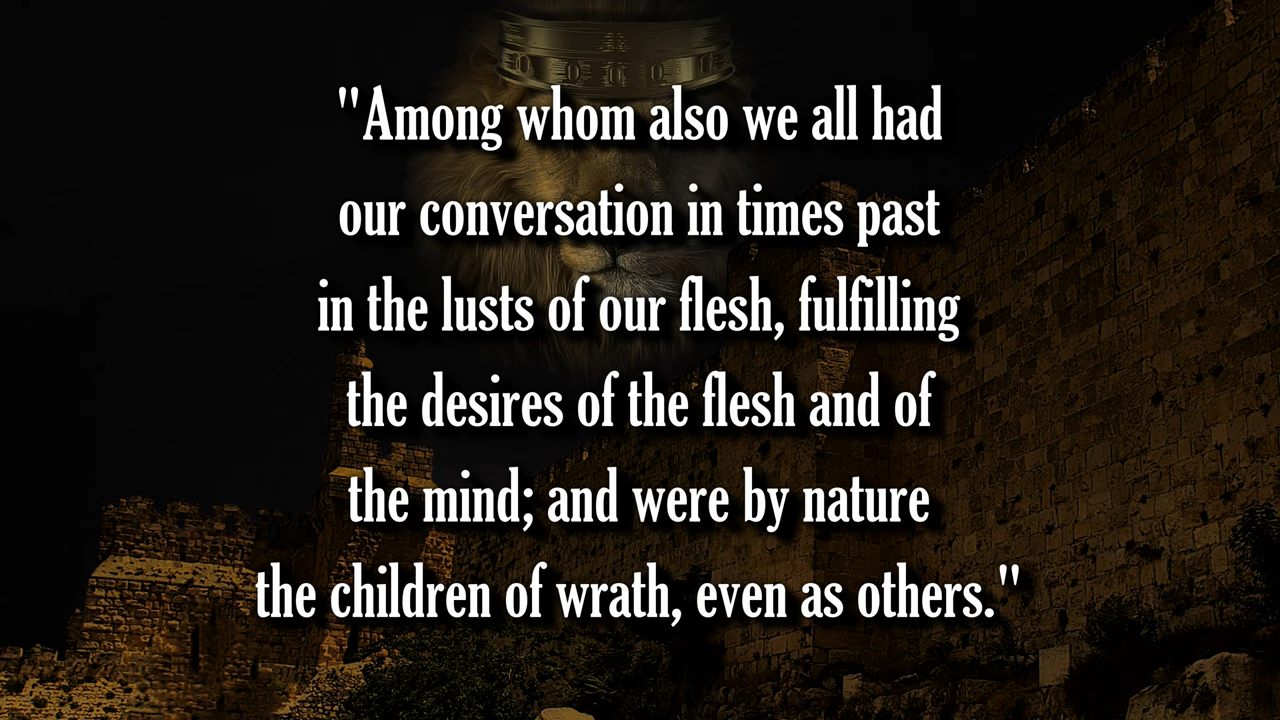 "Among whom also we all had
our conversation in times past
in the lusts of our flesh, fulfilling
the desires of the flesh and of
the mind; and were by nature
the children of wrath, even as others."